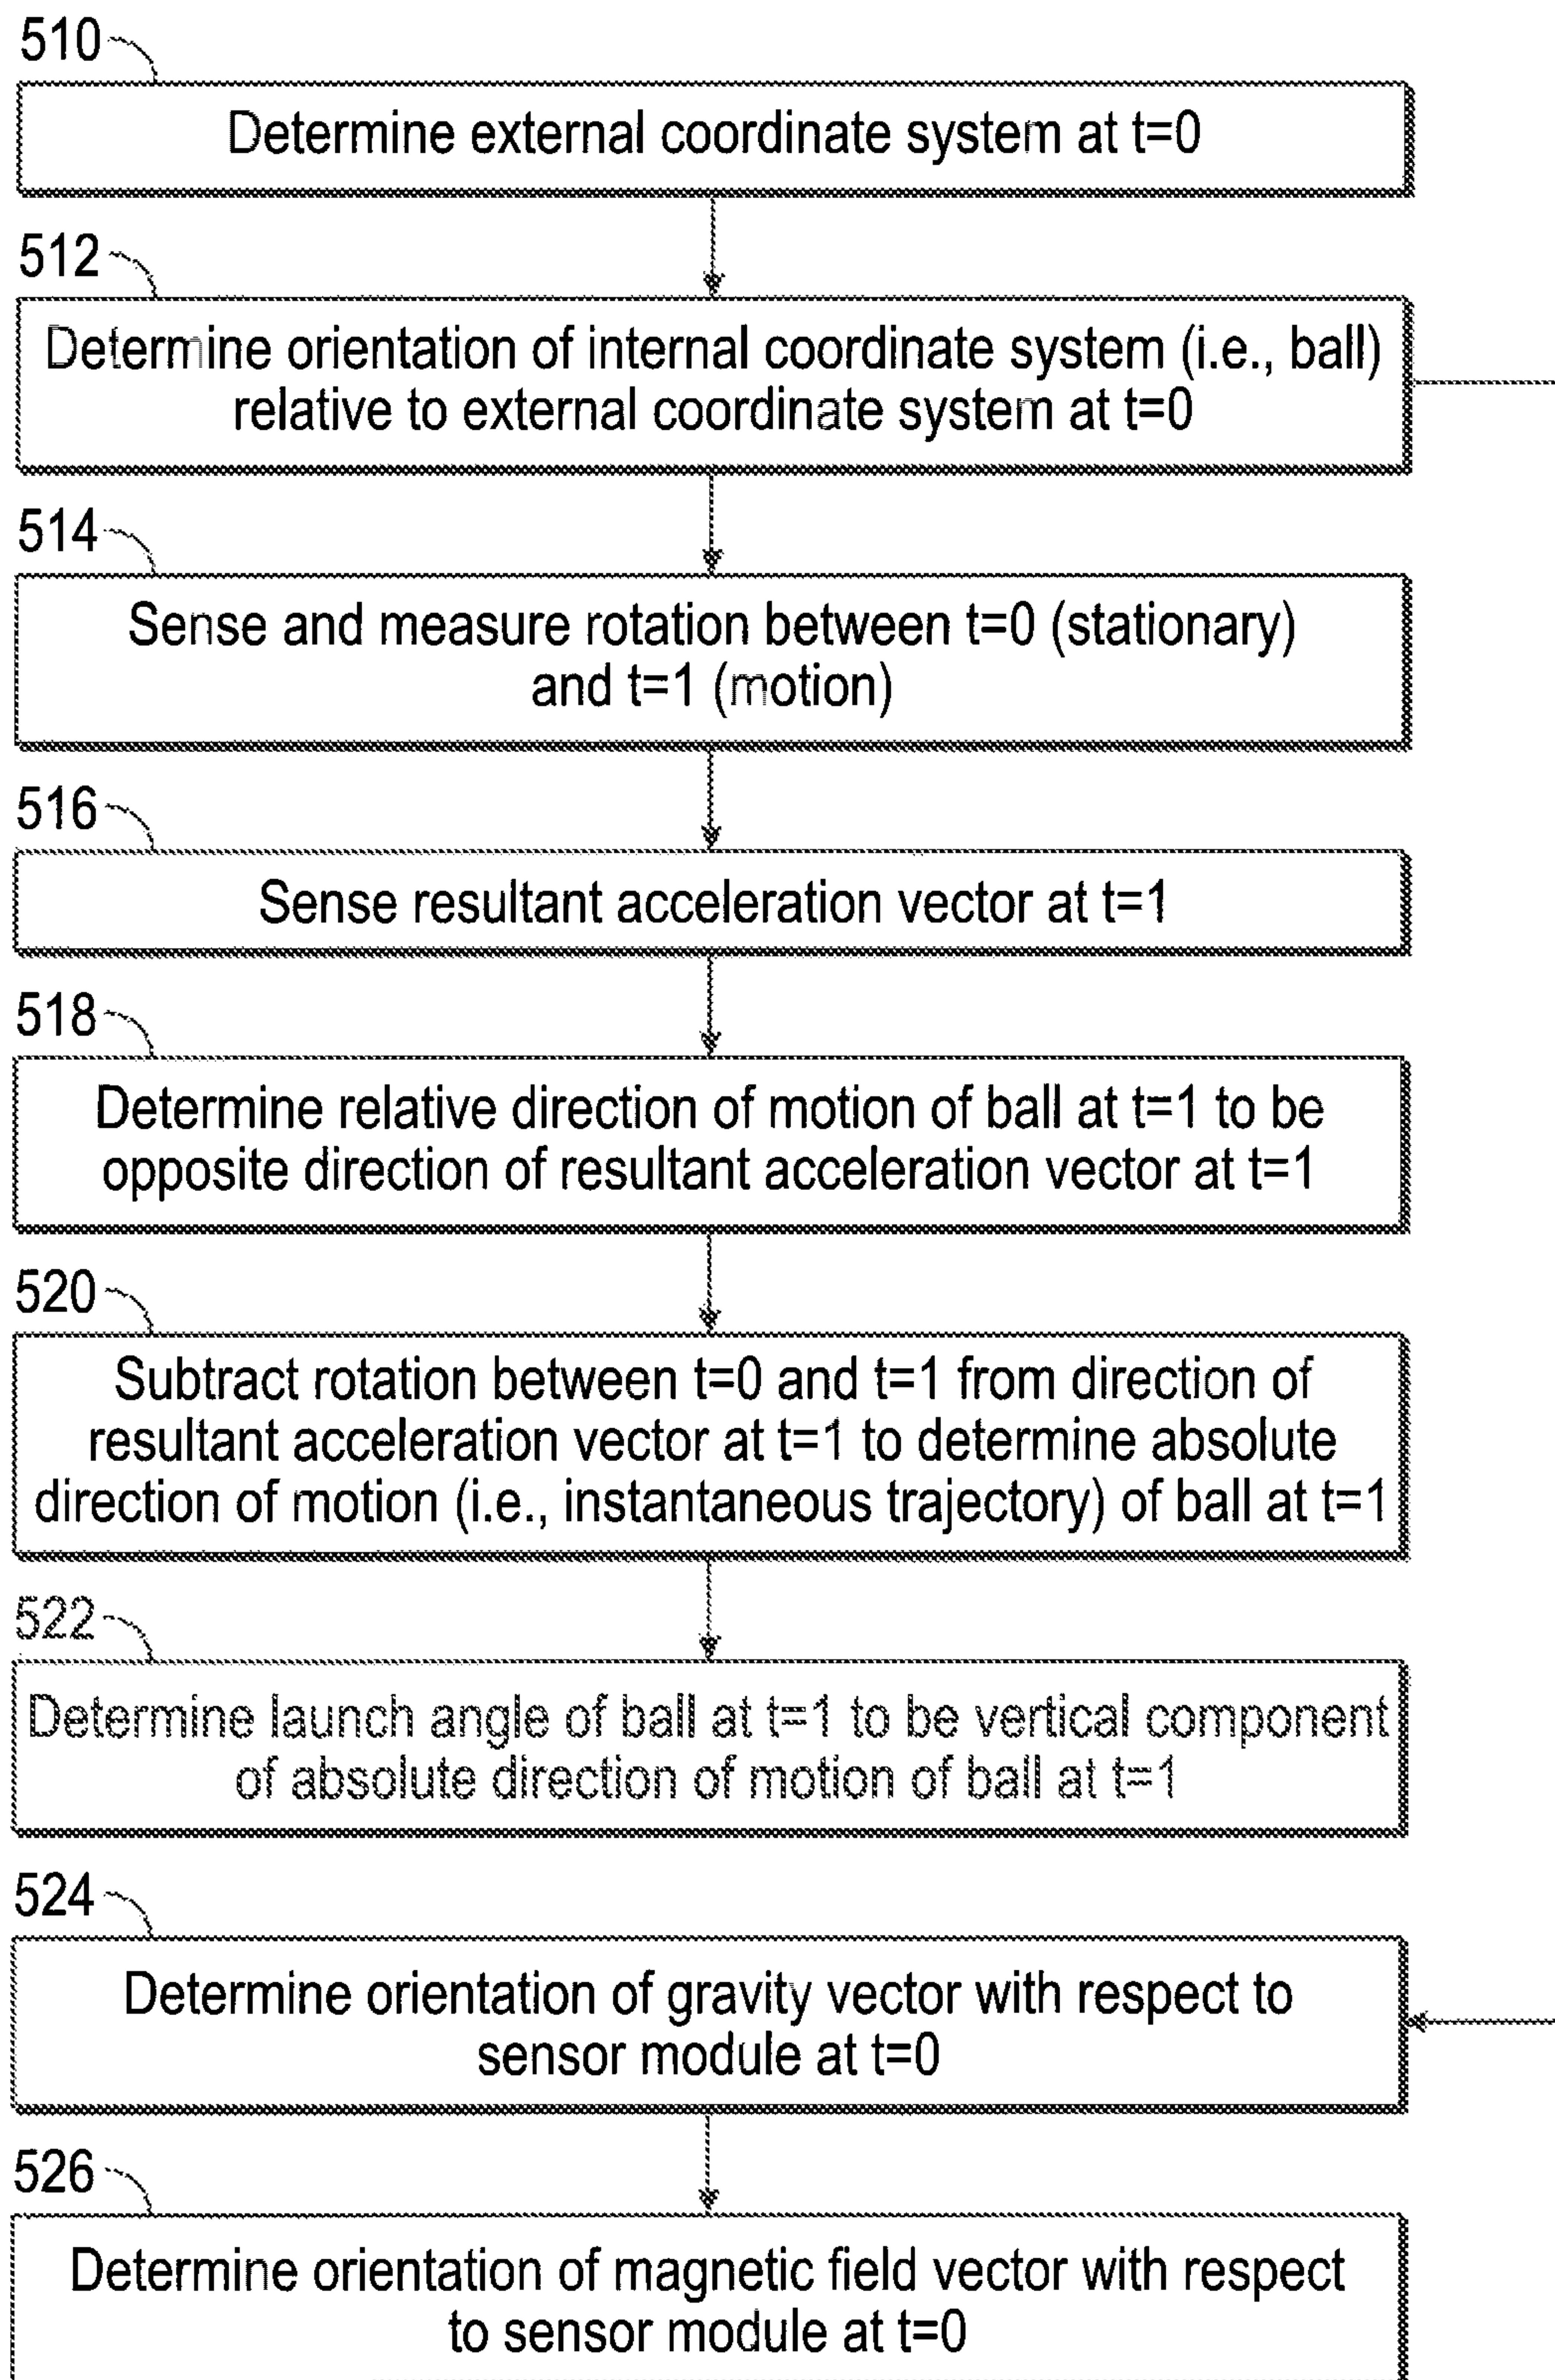 510
Determine external coordinate system at t=0
512
Determine orientation of internal coordinate system (i.e., ball)
relative to external coordinate system at t=0
514
Sense and measure rotation between t=0 (stationary)
and t=1 (motion)
516
Sense resultant acceleration vector at t=1
518
Determine relative direction of motion of ball at t=1 to be
opposite direction of resultant acceleration vector at t=1
520
Subtract rotation between t=0 and t=1 from direction of
resultant acceleration vector at t=1 to determine absolute
direction of motion (i.e., instantaneous trajectory) of ball at t=1
522
Determine launch angle of ball at t=1 to be vertical component
of absolute direction of motion of ball at t=1
524
Determine orientation of gravity vector with respect to
sensor module at t=0
526
Determine orientation of magnetic field vector with respect
to sensor module at t=0